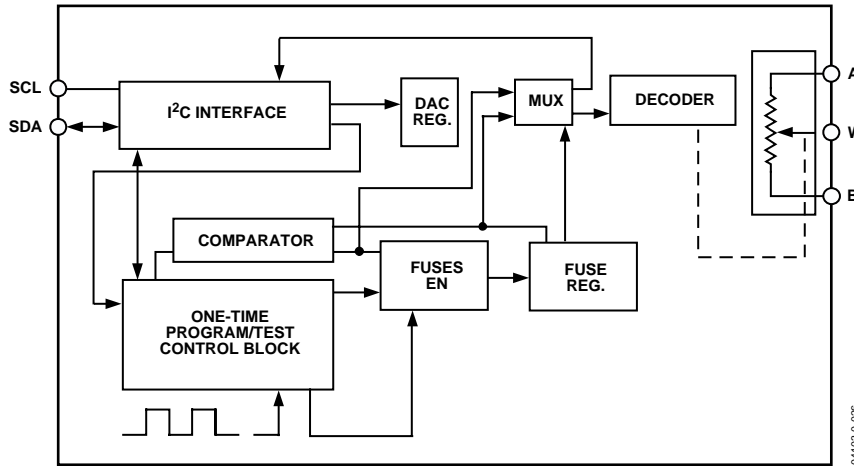 SCL
SDA
I²C INTERFACE
DAC
REG.
MUX
DECODER
A
W
COMPARATOR
FUSES
EN
FUSE
REG.
ONE-TIME
PROGRAM/TEST
CONTROL BLOCK